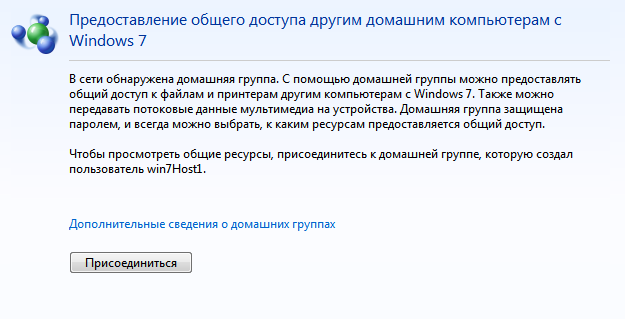 Предоставление общего доступа другим домашним компьютерам с
Windows 7
В сети обнаружена домашняя группа. С помощью домашней группы можно предоставлять
общий доступ к файлам и принтерам другим компьютерам с Windows 7. Также можно
передавать потоковые данные мультимедиа на устройства. Домашняя группа защищена
паролем, и всегда можно выбрать, к каким ресурсам предоставляется общий доступ.
Чтобы просмотреть общие ресурсы, присоединитесь к домашней группе, которую создал
пользователь win7Host1.
Дополнительные сведения о домашних группах
Присоединиться